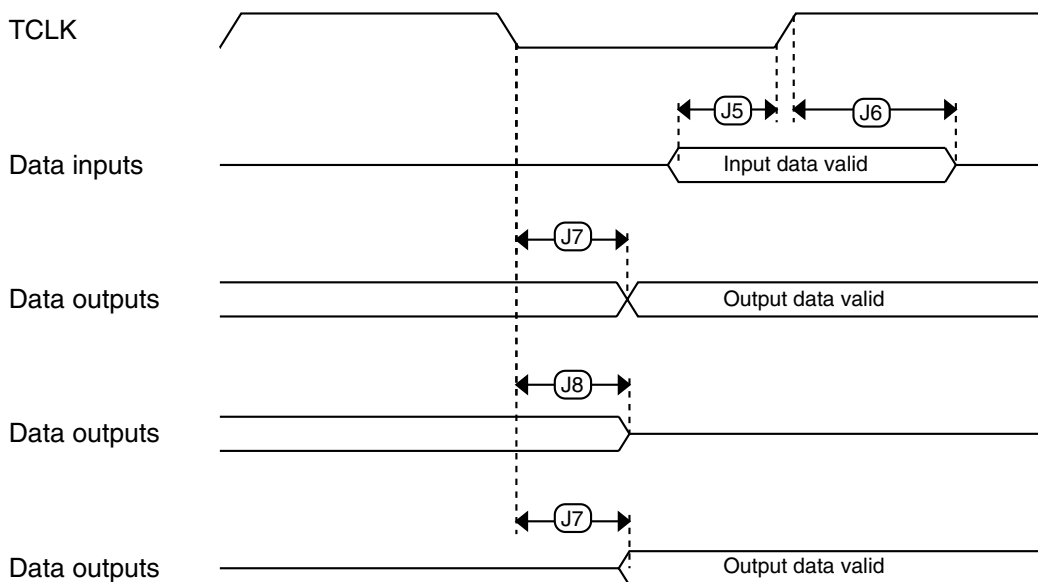 TCLK
J5
J6
Data inputs
Input data valid
J7
Data outputs
Output data valid
J8
Data outputs
J7
Data outputs
Output data valid